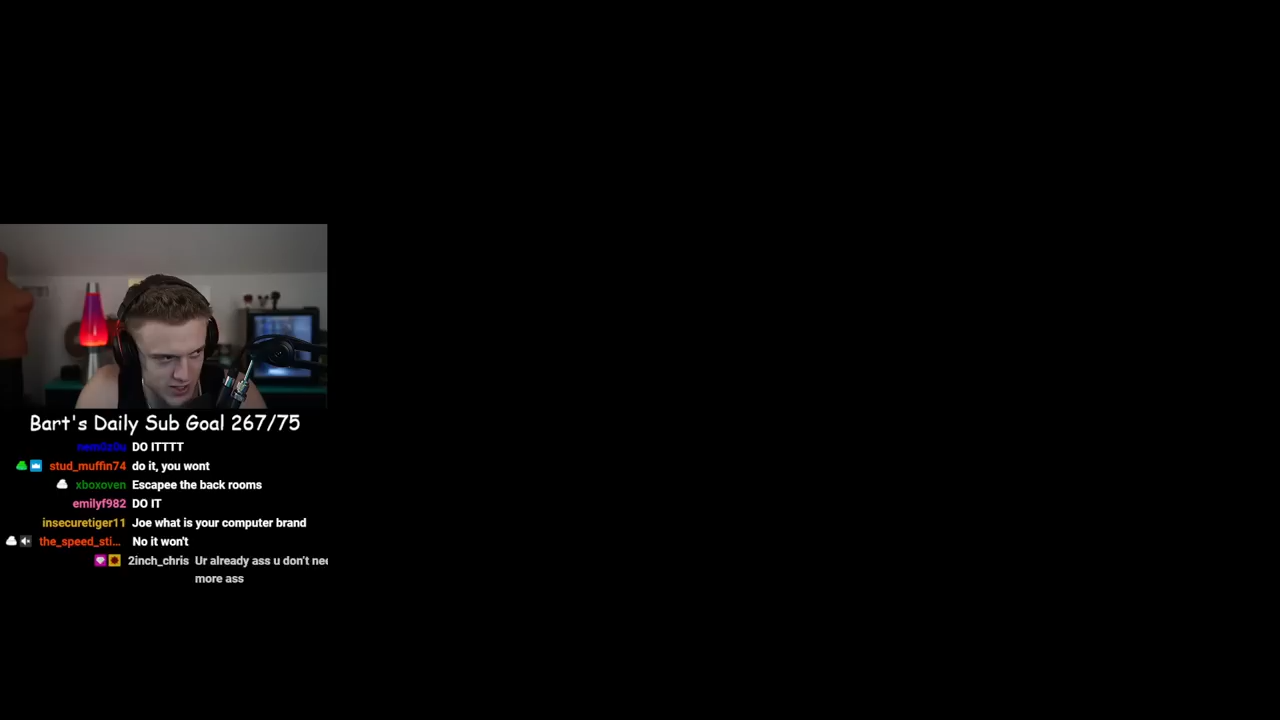 Bart's Daily Sub Goal 267/75
DO ITTTT
stud_muffin74 do it, you wont
xboxoven Escapee the back rooms
emilyf982 DO IT
insecuretiger11 Joe what is your computer brand
the_speed_sti... No it won't
2inch_chris Ur already ass u don't nee
more ass